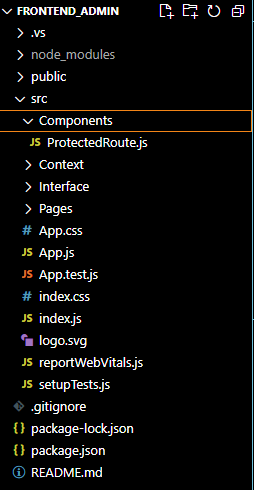 FRONTEND_ADMIN
.vs
node_modules
public
src
Components
JS ProtectedRoute.js
Context
Interface
Pages
# App.css
JS App.js
JS App.test.js
# index.css
JS index.js
logo.svg
JS reportWebVitals.js
JS setupTests.js
.gitignore
{} package-lock.json
{} package.json
README.md